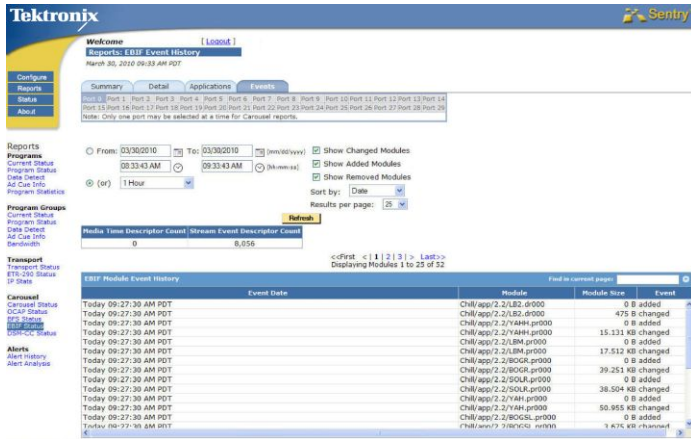 Tektronix
Sentry
Welcome [ Logout ]
Reports: EBIF Event History
March 30, 2010 09:33 AM PDT
Configure
Reports
Status
About
Summary Detail Applications Events
Port 0 Port 1 Port 2 Port 3 Port 4 Port 5 Port 6 Port 7 Port 8 Port 9 Port 10 Port 11 Port 12 Port 13 Port 14
Port 15 Port 16 Port 17 Port 18 Port 19 Port 20 Port 21 Port 22 Port 23 Port 24 Port 25 Port 26 Port 27 Port 28 Port 29
Note: Only one port may be selected at a time for Carousel reports.
Reports
Programs
Current Status
Program Status
Data Detect
Ad Cue Info
Program Statistics
Program Groups
Current Status
Program Status
Data Detect
Ad Cue Info
Bandwidth
Transport
Transport Status
ETR-290 Status
IP Stats
Carousel
Carousel Status
OCAP Status
BFS Status
EBIF Status
DSM-CC Status
Alerts
Alert History
Alert Analysis
From: 03/30/2010 To: 03/30/2010 [mm/dd/yyyy]
08:33:43 AM 09:33:43 AM [hh:mm:ss]
(or) 1 Hour
Show Changed Modules
Show Added Modules
Show Removed Modules
Sort by: Date
Results per page: 25
Refresh
Media Time Descriptor Count Stream Event Descriptor Count
0 8,056
<<First < | 1 | 2 | 3 | > Last>>
Displaying Modules 1 to 25 of 52
EBIF Module Event History Find in current page:
Event Date Module Module Size Event
Today 09:27:30 AM PDT Chill/app/2.2/LB2.dr000 0 B added
Today 09:27:30 AM PDT Chill/app/2.2/LB2.dr000 475 B changed
Today 09:27:30 AM PDT Chill/app/2.2/YAHH.pr000 0 B added
Today 09:27:30 AM PDT Chill/app/2.2/YAHH.pr000 15.131 KB changed
Today 09:27:30 AM PDT Chill/app/2.2/LBM.pr000 0 B added
Today 09:27:30 AM PDT Chill/app/2.2/LBM.pr000 17.512 KB changed
Today 09:27:30 AM PDT Chill/app/2.2/BOGR.pr000 0 B added
Today 09:27:30 AM PDT Chill/app/2.2/BOGR.pr000 39.251 KB changed
Today 09:27:30 AM PDT Chill/app/2.2/SOLR.pr000 0 B added
Today 09:27:30 AM PDT Chill/app/2.2/SOLR.pr000 38.504 KB changed
Today 09:27:30 AM PDT Chill/app/2.2/YAH.pr000 0 B added
Today 09:27:30 AM PDT Chill/app/2.2/YAH.pr000 50.955 KB changed
Today 09:27:30 AM PDT Chill/app/2.2/BOGSL.pr000 0 B added
Today 09:27:30 AM PDT Chill/app/2.2/BOGSL.pr000 3.675 KB changed